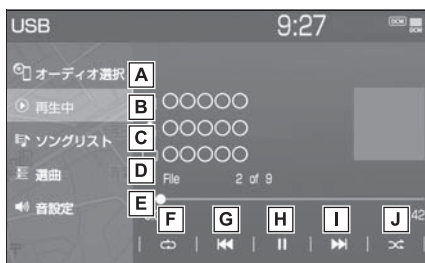 USB 9:27 DCM
オーディオ選択 A
再生中 B ○○○○○
ソングリスト C ○○○○○
選曲 D ○○○○○
File 2 of 9
音設定 E
42
F G H I J